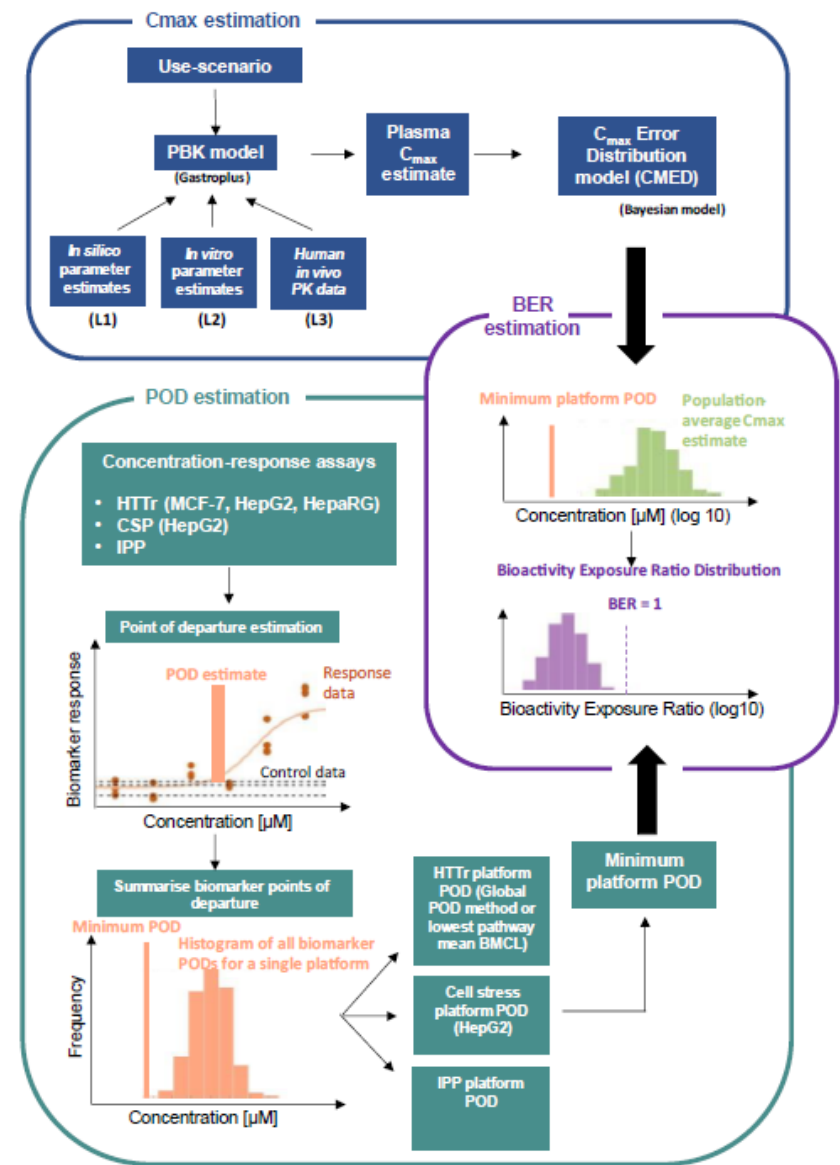 Cmax estimation
Use-scenario
PBK model
(Gastroplus)
Plasma
Cmax
estimate
Cmax Error
Distribution
model (CMED)
(Bayesian model)
In silico
parameter
estimates
(L1)
In vitro
parameter
estimates
(L2)
Human
in vivo
PK data
(L3)
BER
estimation
Minimum platform POD
Population-
average Cmax
estimate
Concentration [µM] (log 10)
Bioactivity Exposure Ratio Distribution
BER = 1
Bioactivity Exposure Ratio (log10)
POD estimation
Concentration-response assays
• HTTr (MCF-7, HepG2, HepaRG)
• CSP (HepG2)
• IPP
Point of departure estimation
POD estimate
Response
data
Control data
Biomarker response
Concentration [µM]
Summarise biomarker points of
departure
Minimum POD
Histogram of all biomarker
PODs for a single platform
Frequency
Concentration [µM]
HTTr platform
POD (Global
POD method or
lowest pathway
mean BMCL)
Cell stress
platform POD
(HepG2)
IPP platform
POD
Minimum
platform POD